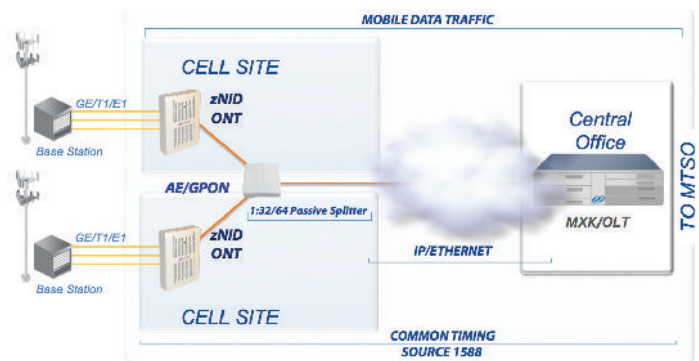 MOBILE DATA TRAFFIC
CELL SITE
GE/T1/E1
zNID
ONT
Base Station
Central
Office
AE/GPON
1:32/64 Passive Splitter
MXK/OLT
TO MTSO
GE/T1/E1
zNID
ONT
IP/ETHERNET
Base Station
CELL SITE
COMMON TIMING
SOURCE 1588